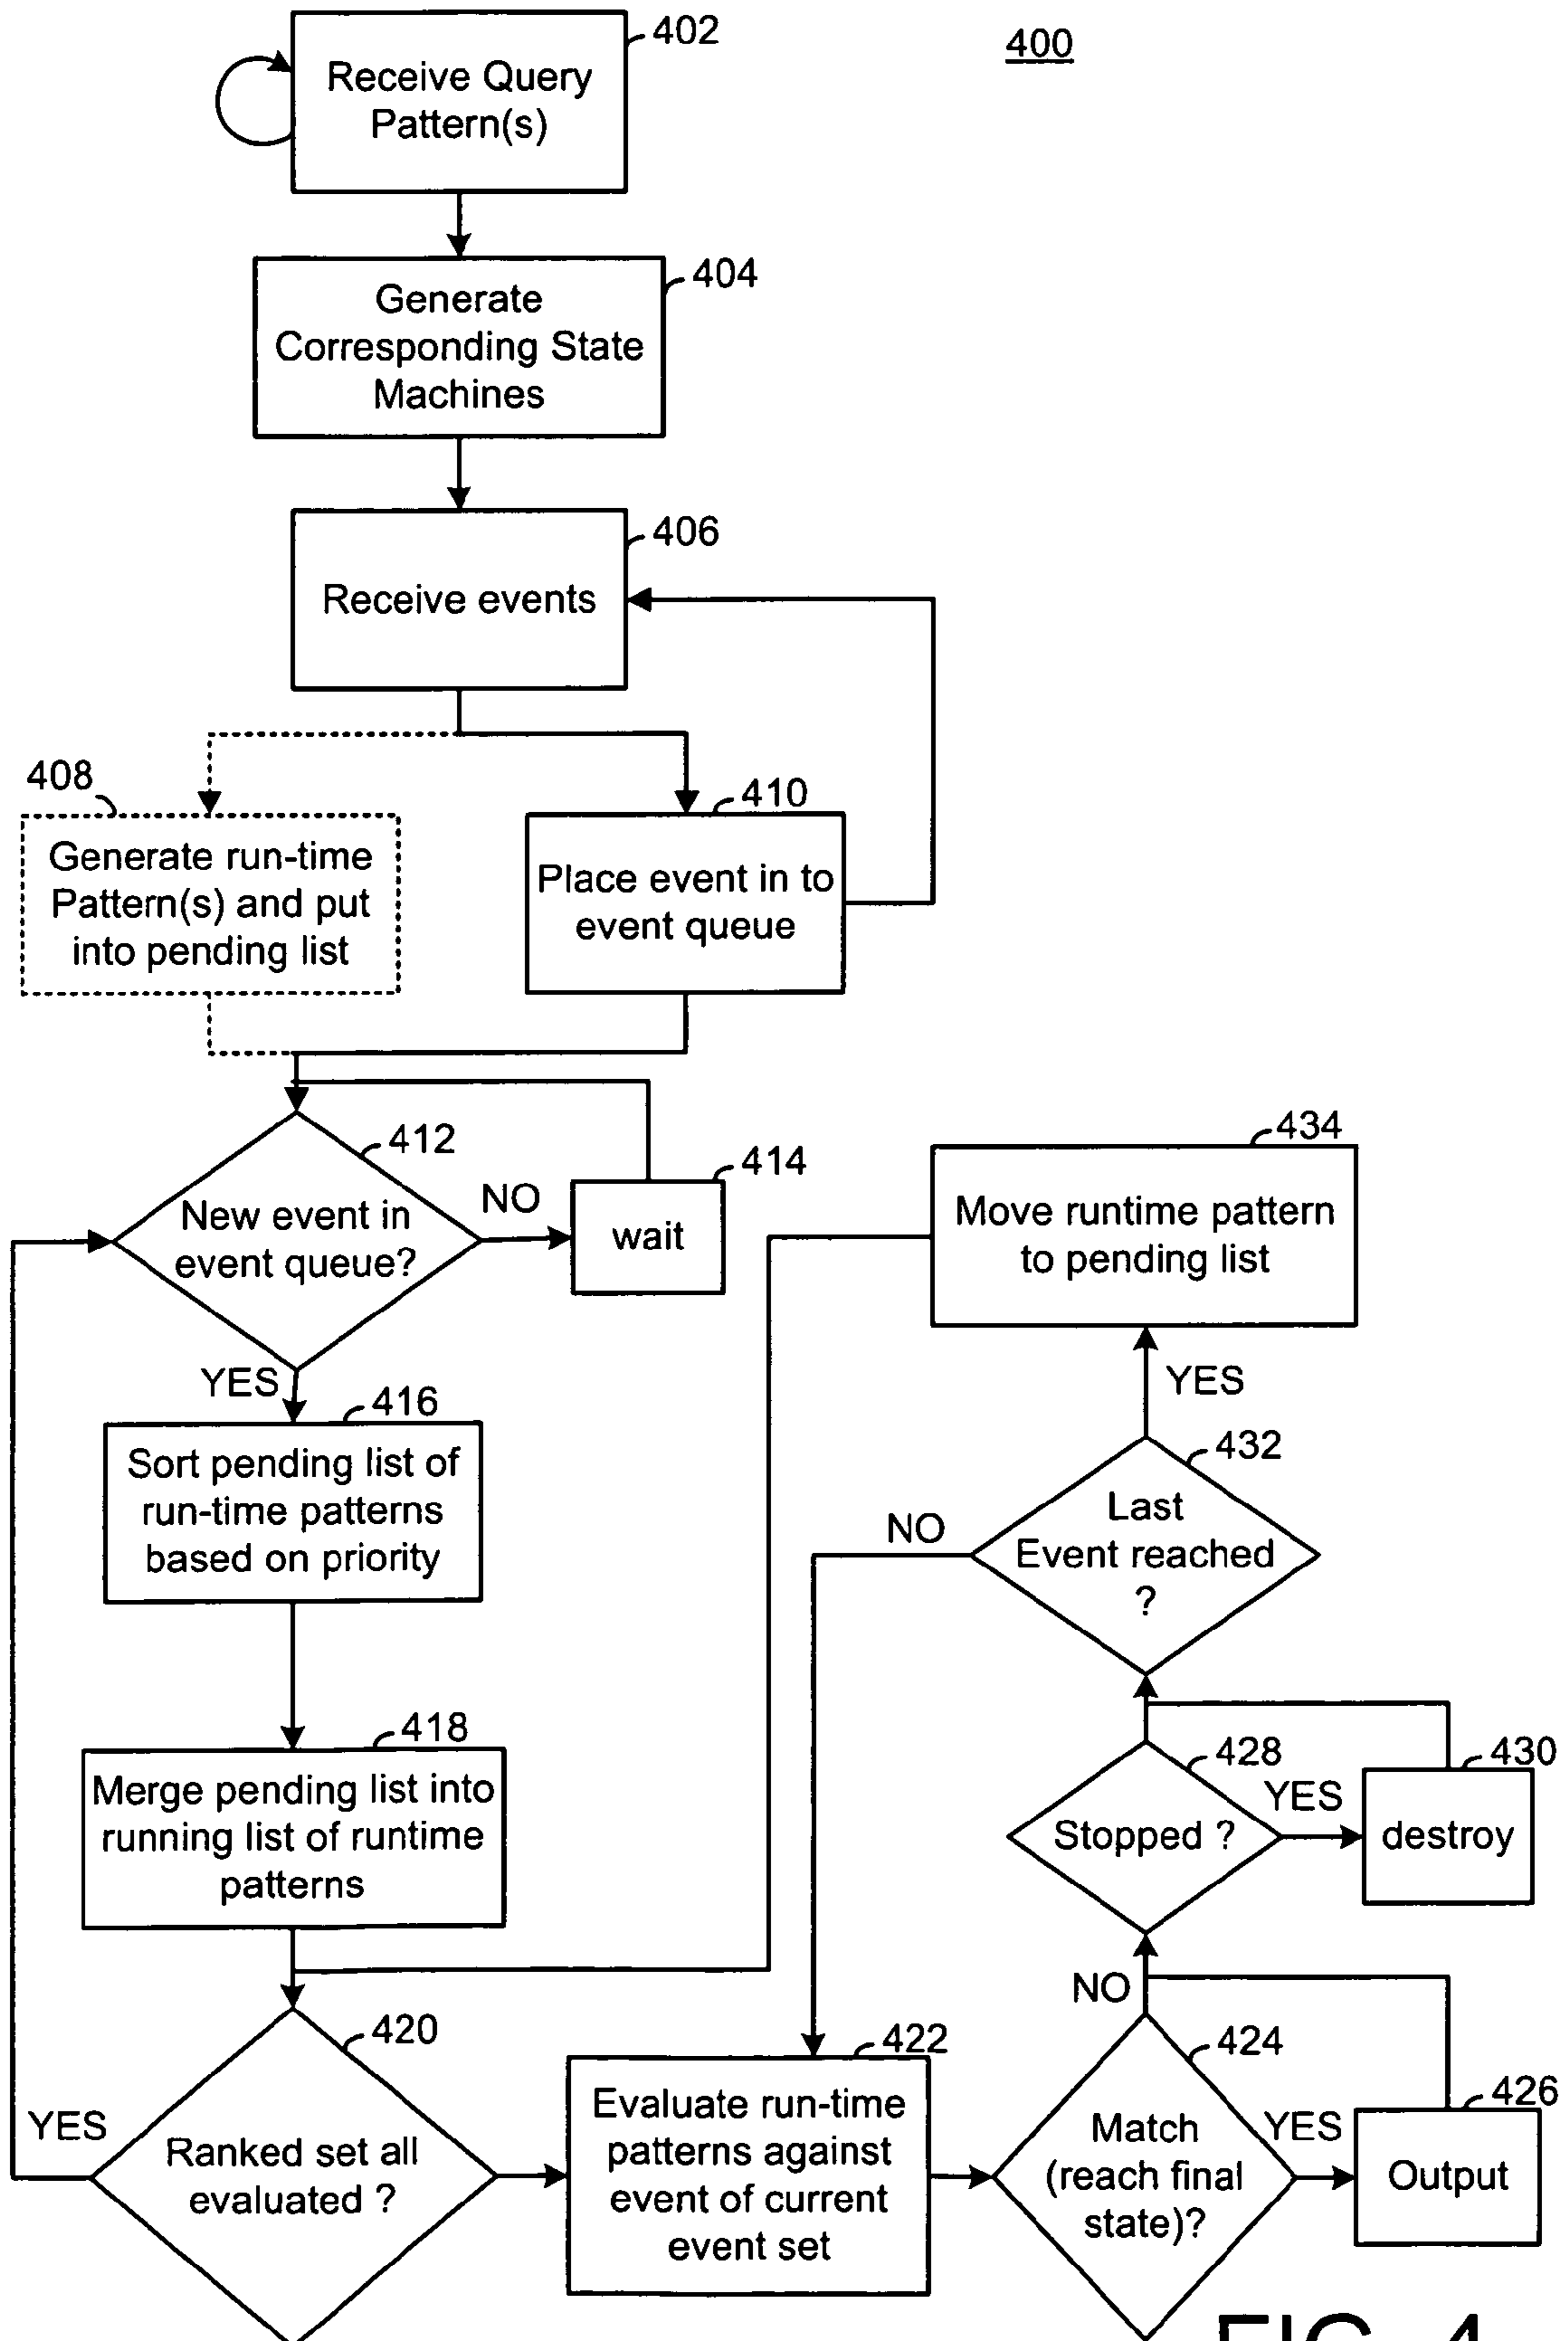 400
402
Receive Query
Pattern(s)
404
Generate
Corresponding State
Machines
406
Receive events
408
Generate run-time
Pattern(s) and put
into pending list
410
Place event in to
event queue
412
New event in
event queue?
NO
414
wait
YES
416
Sort pending list of
run-time patterns
based on priority
418
Merge pending list into
running list of runtime
patterns
420
Ranked set all
evaluated ?
YES
422
Evaluate run-time
patterns against
event of current
event set
424
Match
(reach final
state)?
YES
426
Output
NO
428
Stopped ?
YES
430
destroy
432
Last
Event reached
?
NO
YES
434
Move runtime pattern
to pending list
FIG. 4